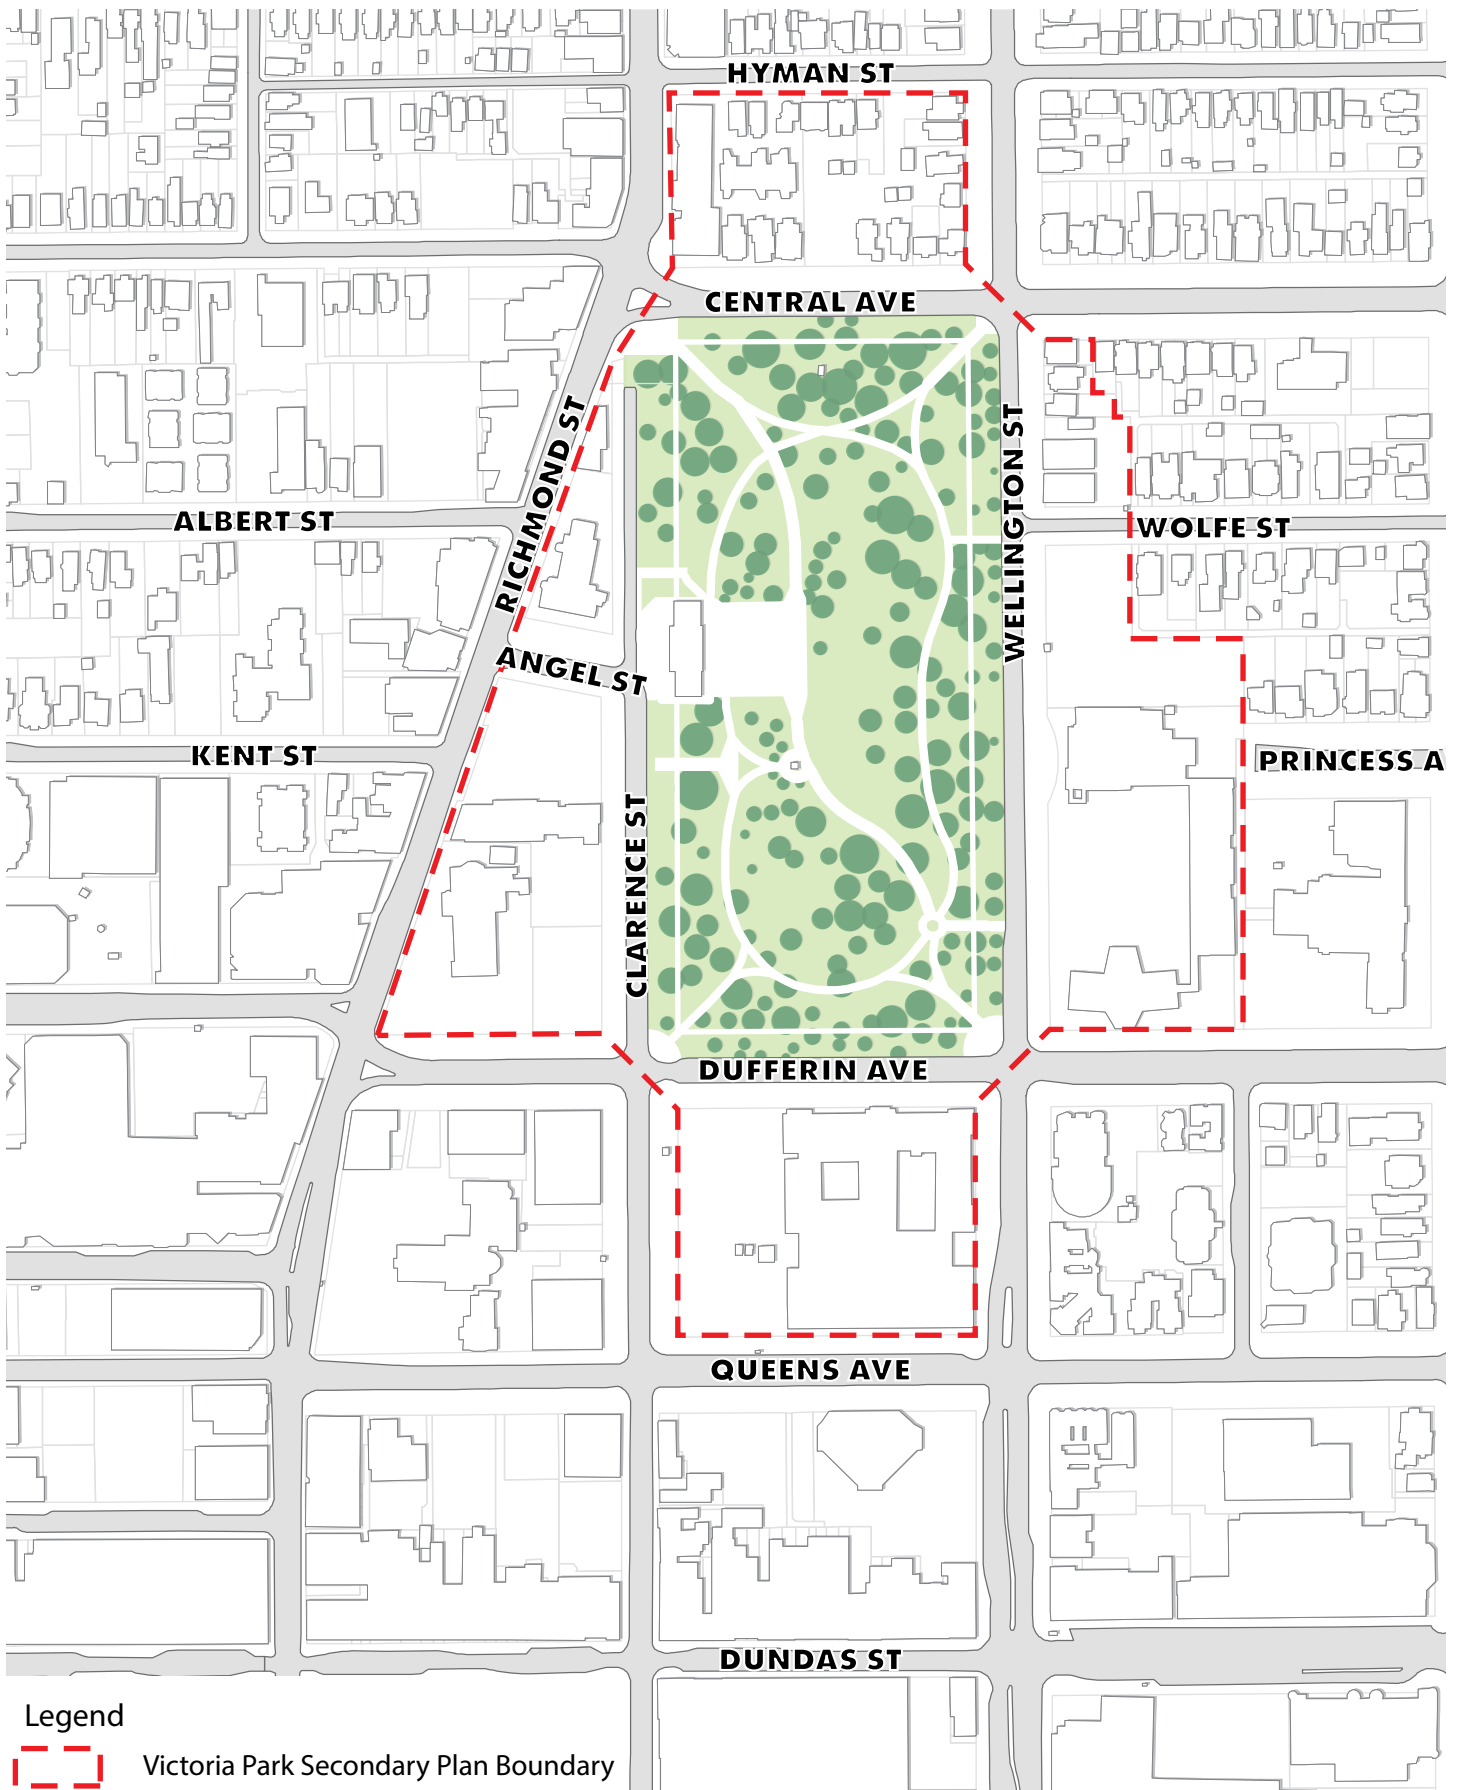 HYMAN ST
CENTRAL AVE
RICHMOND ST
WELLINGTON ST
ALBERT ST
WOLFE ST
ANGEL ST
KENT ST
PRINCESS A
CLARENCE ST
DUFFERIN AVE
QUEENS AVE
DUNDAS ST
Legend
Victoria Park Secondary Plan Boundary